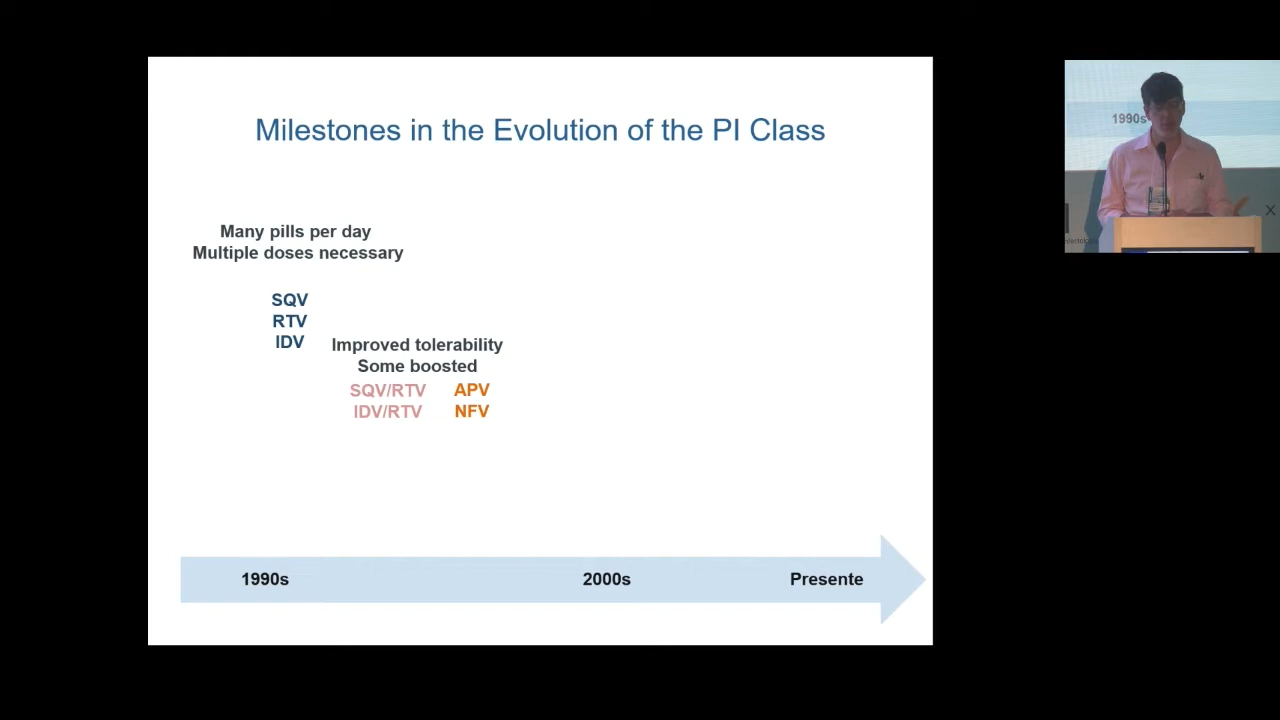 Milestones in the Evolution of the PI Class
Many pills per day
Multiple doses necessary
SQV
RTV
IDV
Improved tolerability
Some boosted
SQV/RTV APV
IDV/RTV NFV
1990s 2000s Presente
1990s
X